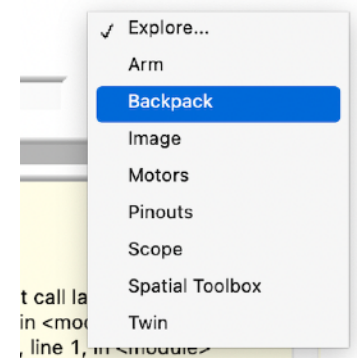 Explore...
Arm
Backpack
Image
Motors
Pinouts
Scope
Spatial Toolbox
Twin
t call la
in <mod
, line 1, in <module>